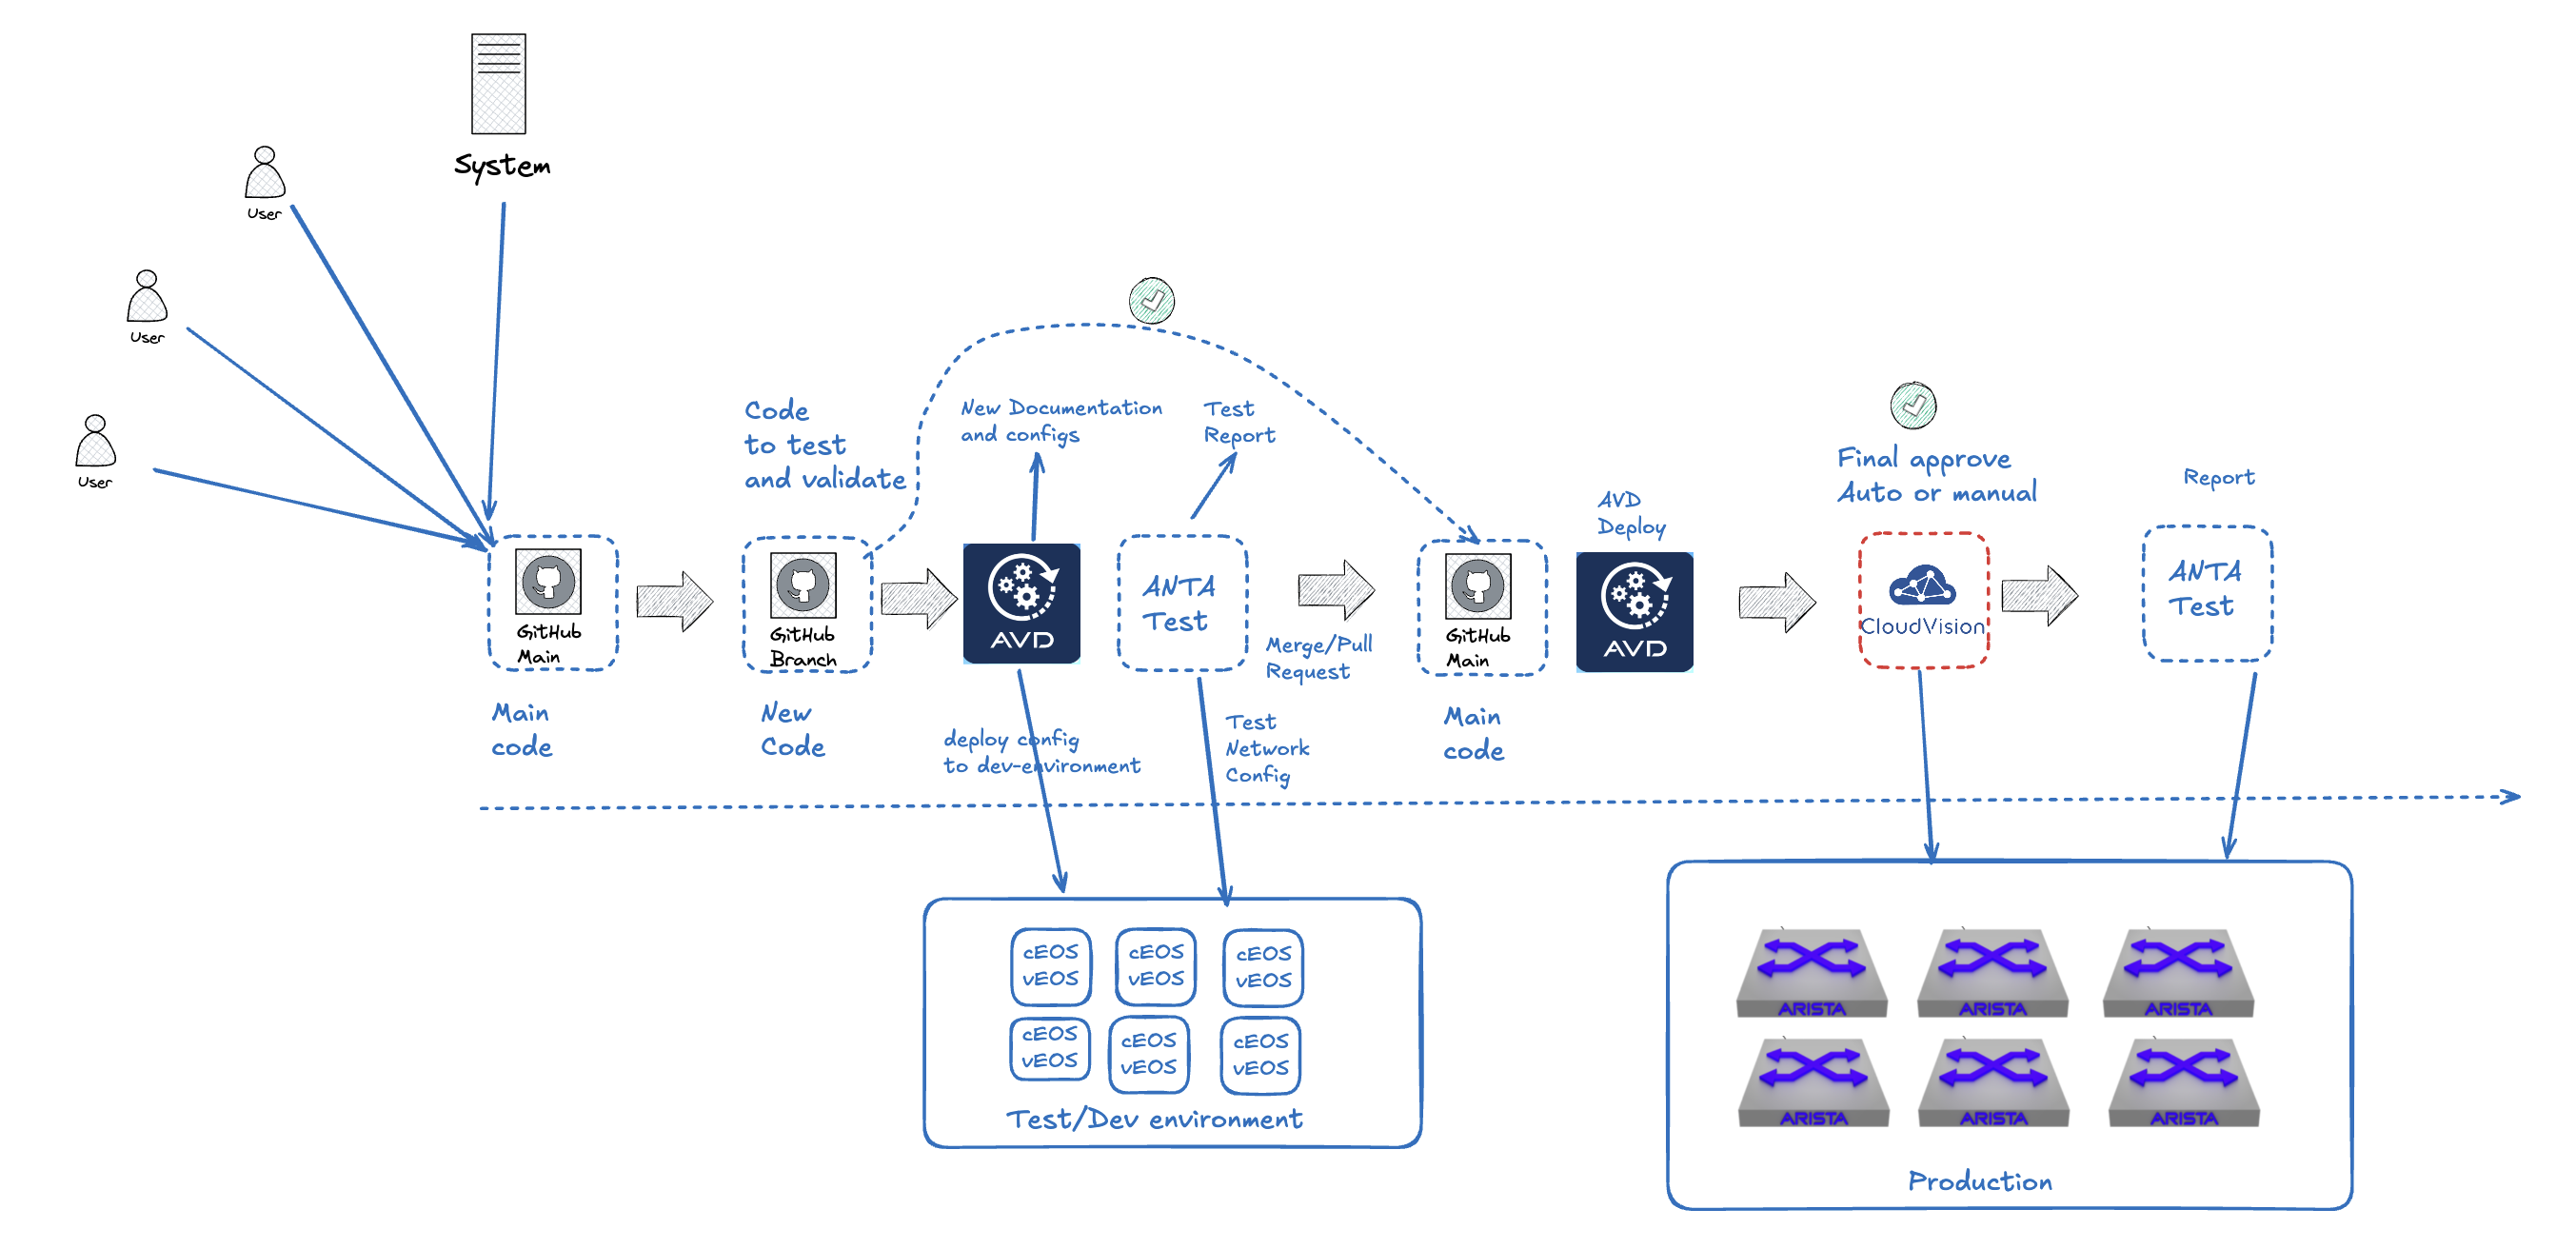 System
User
User
User
Code
to test
and validate
New Documentation
and configs
Test
Report
AVD
Deploy
Final approve
Auto or manual
Report
GitHub
Main
GitHub
Branch
AVD
ANTA
Test
Merge/Pull
Request
GitHub
Main
AVD
CloudVision
ANTA
Test
Main
code
New
Code
deploy config
to dev-environment
Test
Network
Config
Main
code
cEOS
vEOS
cEOS
vEOS
cEOS
vEOS
cEOS
vEOS
cEOS
vEOS
cEOS
vEOS
Test/Dev environment
ARISTA
ARISTA
ARISTA
ARISTA
ARISTA
ARISTA
Production